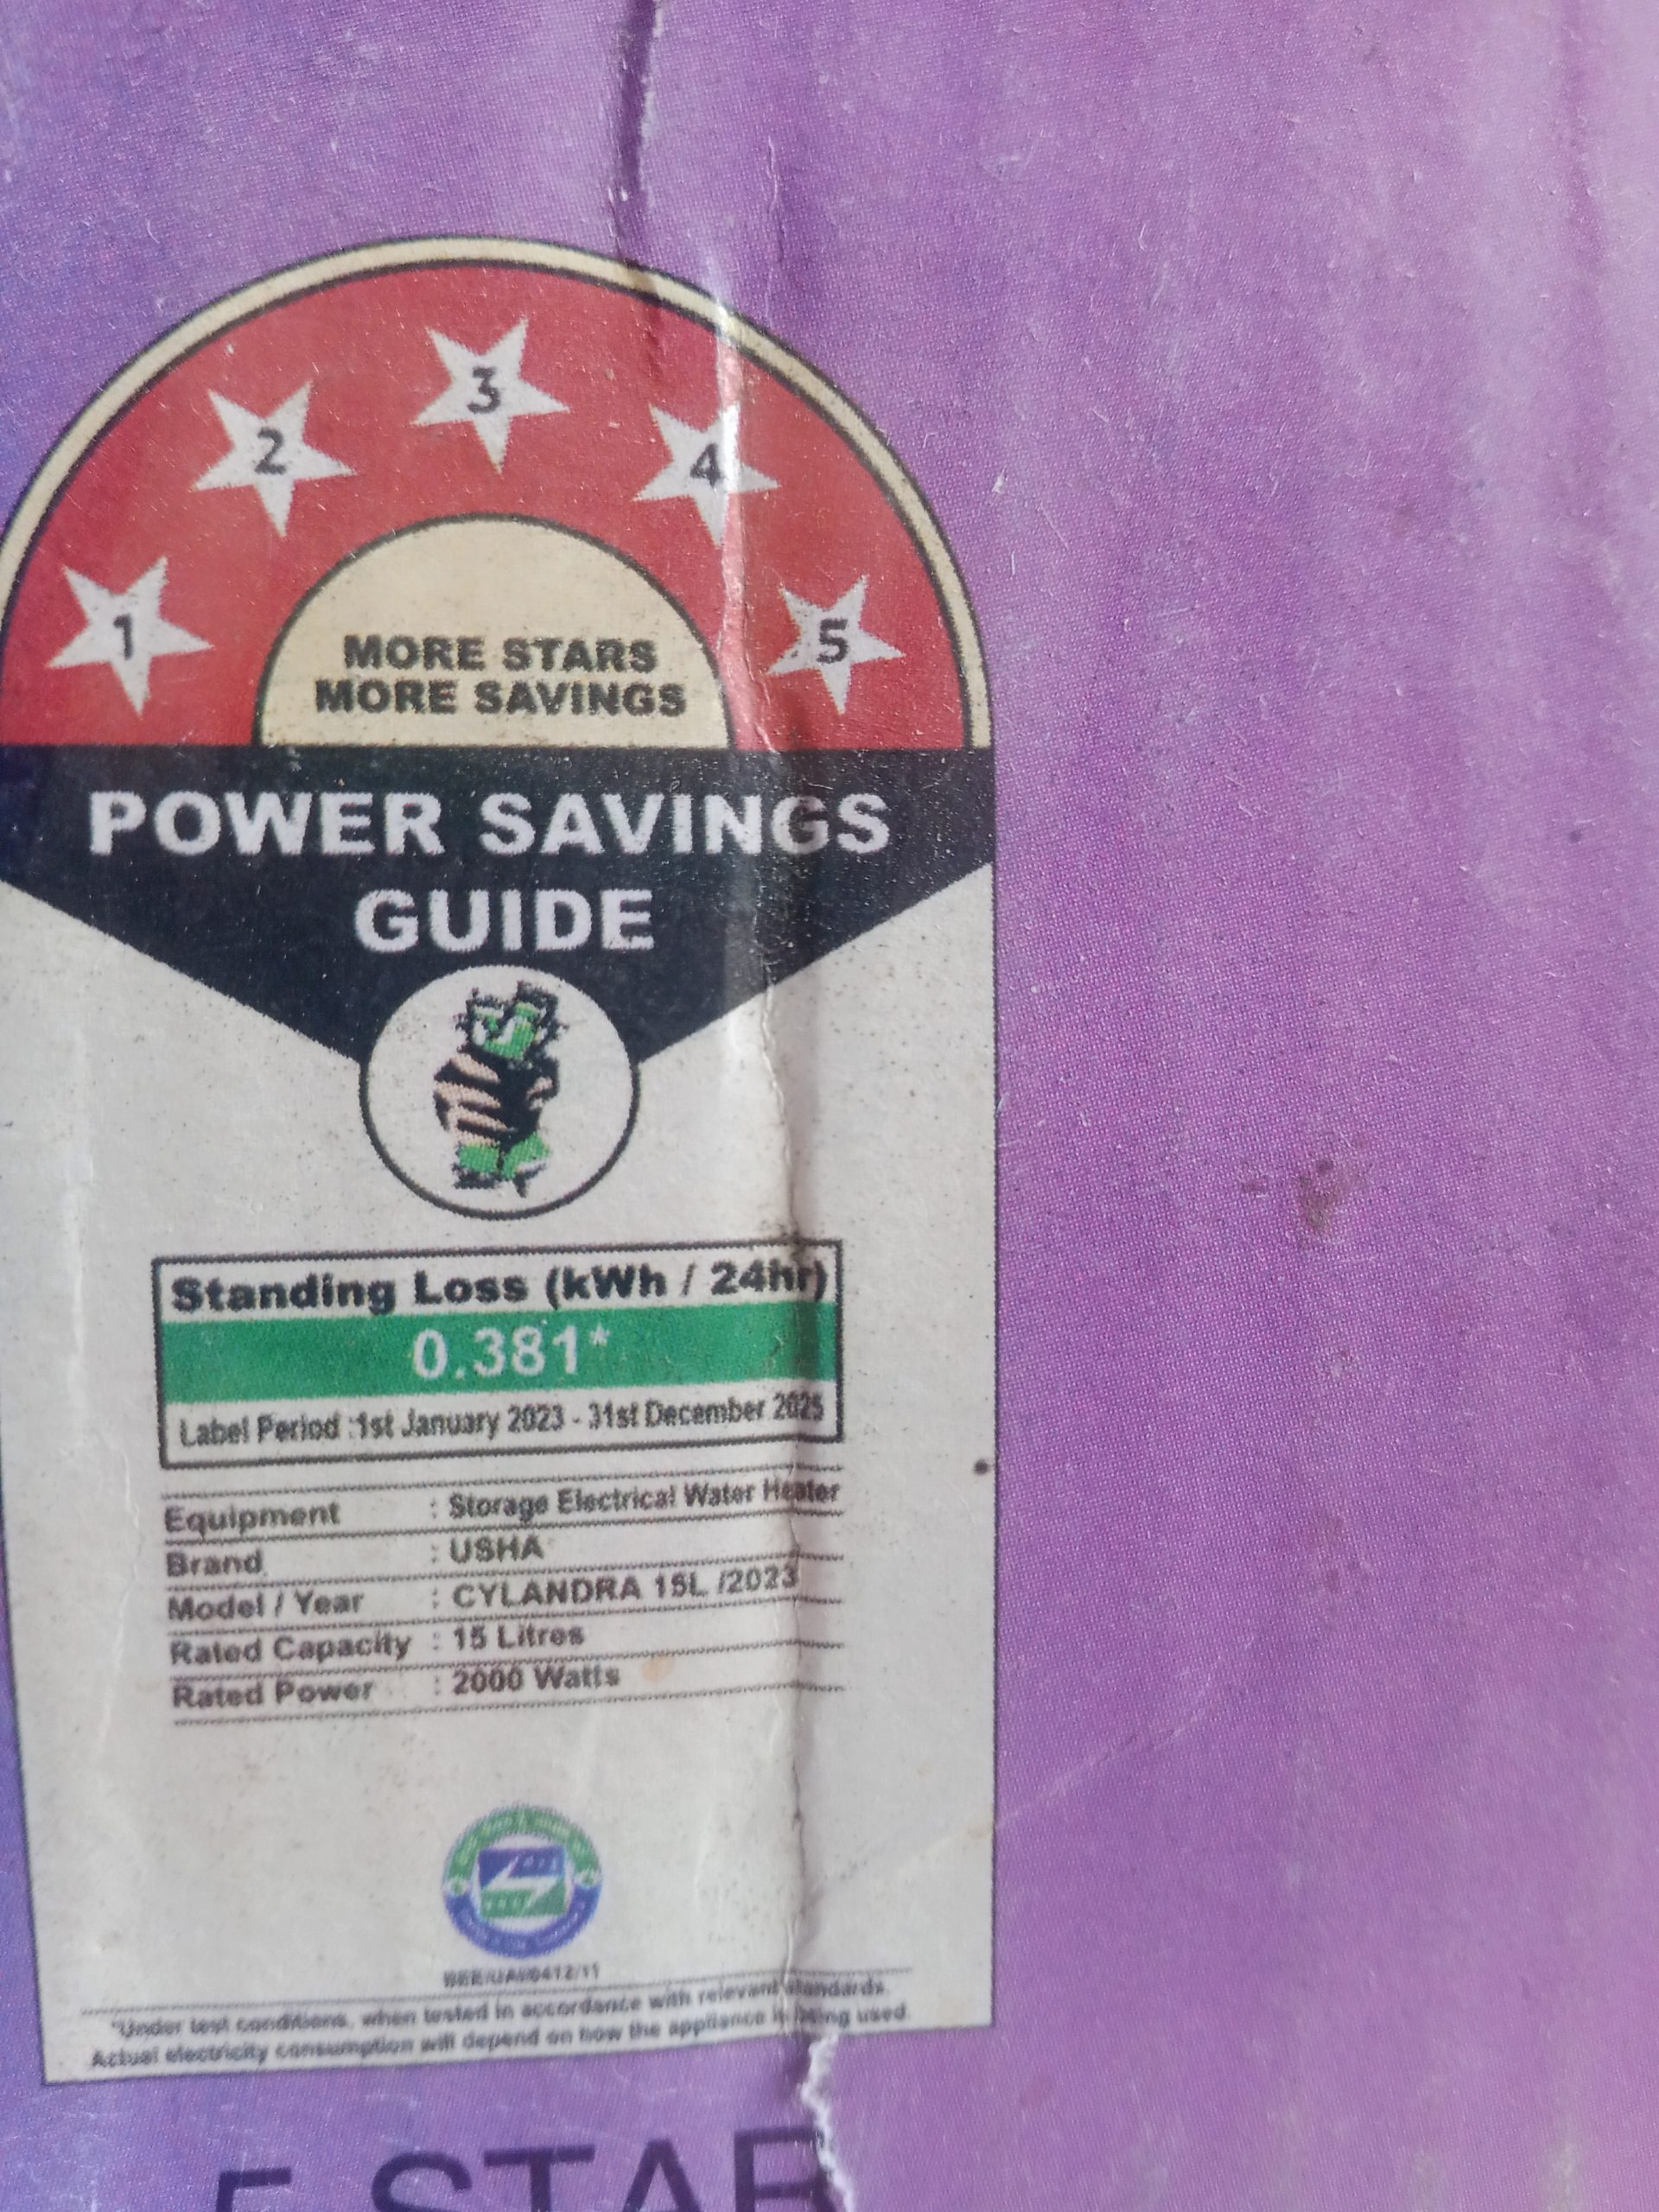 1 2 3 4 5
MORE STARS
MORE SAVINGS
POWER SAVINGS
GUIDE
Standing Loss (kWh / 24hr)
0.381*
Label Period :1st January 2023 - 31st December 2025
Equipment : Storage Electrical Water Heater
Brand : USHA
Model / Year : CYLANDRA 15L /2023
Rated Capacity : 15 Litres
Rated Power : 2000 Watts
*Under test conditions, when tested in accordance with relevant standards.
Actual electricity consumption will depend on how the appliance is being used.
5 STAR